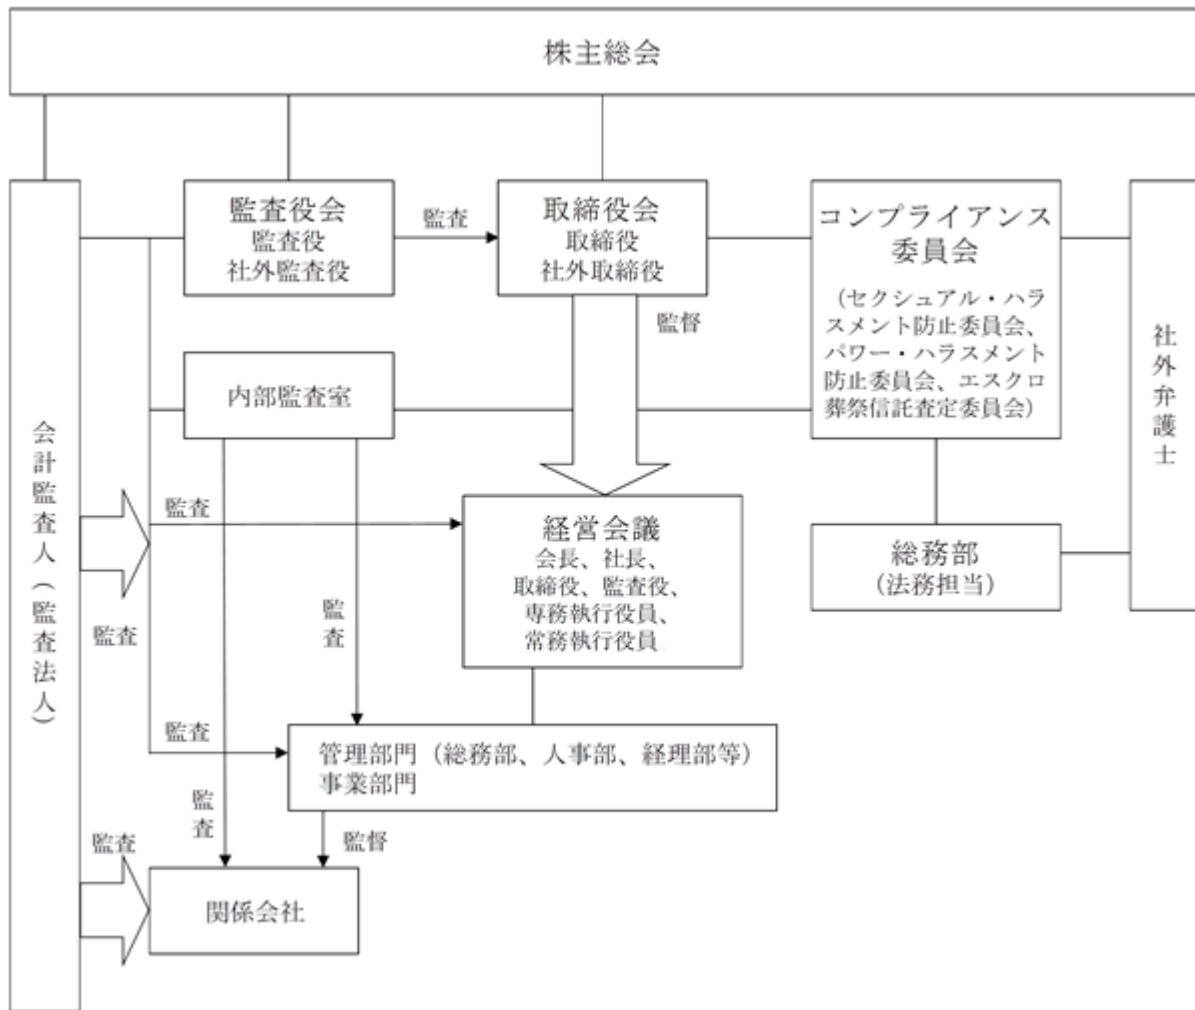 株主総会
監査役会
監査役
社外監査役
監査
取締役会
取締役
社外取締役
監督
コンプライアンス
委員会
（セクシュアル・ハラ
スメント防止委員会、
パワー・ハラスメント
防止委員会、エスクロ
葬祭信託査定委員会）
社外弁護士
内部監査室
会計監査人（監査法人）
監査
監査
経営会議
会長、社長、
取締役、監査役、
専務執行役員、
常務執行役員
総務部
（法務担当）
監査
監査
管理部門（総務部、人事部、経理部等）
事業部門
監査
監督
監査
関係会社